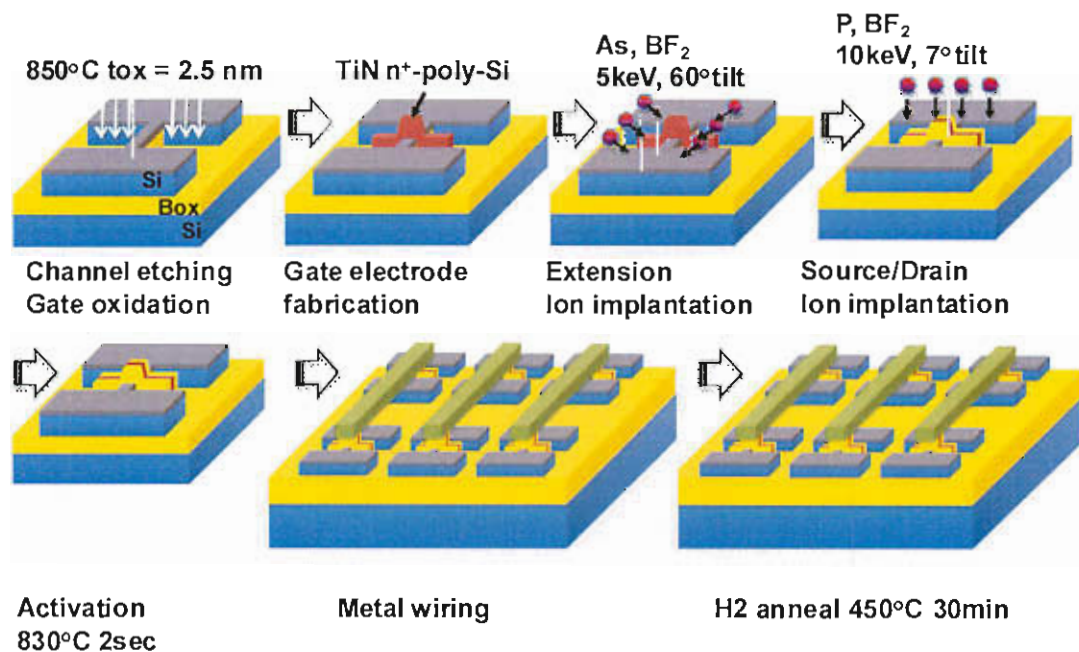 850°C tox = 2.5 nm
TiN n⁺-poly-Si
As, BF₂
5keV, 60°tilt
P, BF₂
10keV, 7°tilt
Si
Box
Si
Channel etching
Gate oxidation
Gate electrode
fabrication
Extension
Ion implantation
Source/Drain
Ion implantation
Activation
830°C 2sec
Metal wiring
H2 anneal 450°C 30min